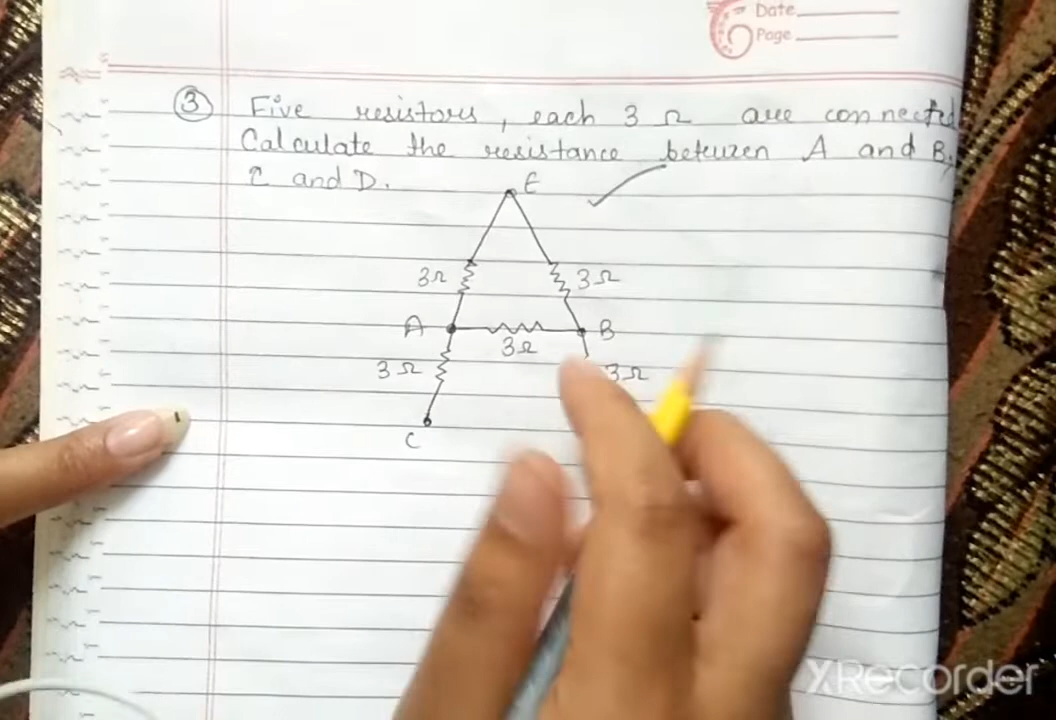 Date
Page
3 Five resistors, each 3 Ω are connected.
Calculate the resistance between A and B,
C and D.
E
3Ω 3Ω
A B
3Ω
3Ω 3Ω
C
XRecorder